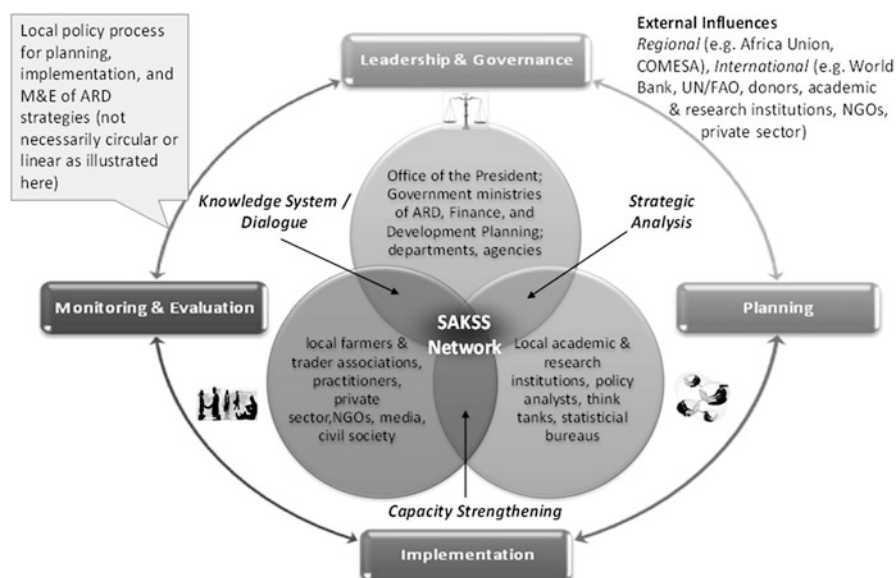 Local policy process
for planning,
implementation, and
M&E of ARD
strategies (not
necessarily circular or
linear as illustrated
here)
Leadership & Governance
External Influences
Regional (e.g. Africa Union,
COMESA), International (e.g. World
Bank, UN/FAO, donors, academic
& research institutions, NGOs,
private sector)
Knowledge System /
Dialogue
Office of the President;
Government ministries
of ARD, Finance, and
Development Planning;
departments, agencies
Strategic
Analysis
Monitoring & Evaluation
SAKSS
Network
Planning
local farmers &
trader associations,
practitioners,
private
sector,NGOs, media,
civil society
Local academic &
research
institutions, policy
analysts, think
tanks, statisticial
bureaus
Capacity Strengthening
Implementation